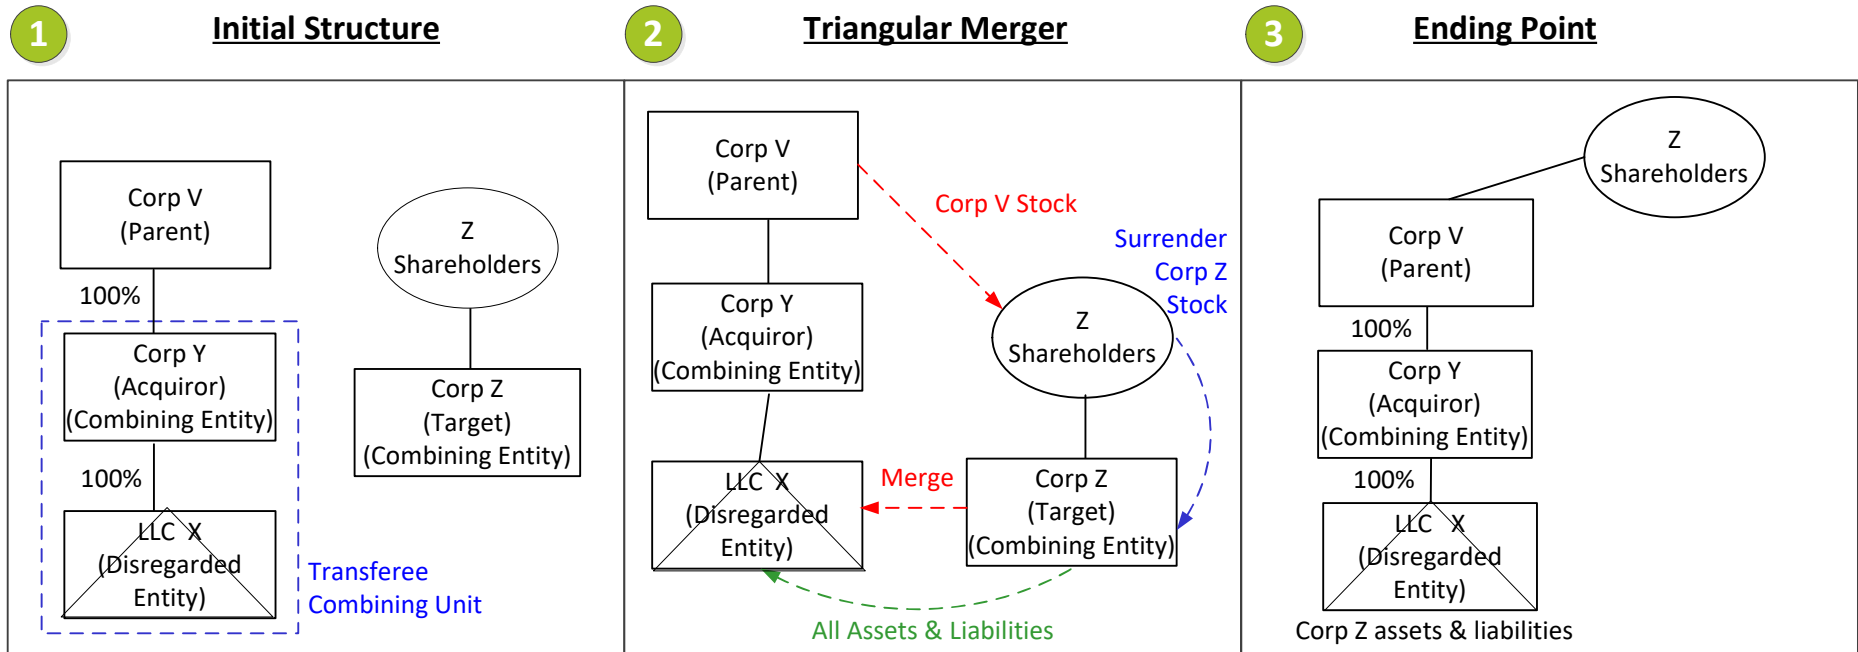 1
Initial Structure
Corp V
(Parent)
100%
Corp Y
(Acquiror)
(Combining Entity)
100%
LLC X
(Disregarded
Entity)
Transferee
Combining Unit
Z
Shareholders
Corp Z
(Target)
(Combining Entity)
2
Triangular Merger
Corp V
(Parent)
Corp V Stock
Surrender
Corp Z
Stock
Corp Y
(Acquiror)
(Combining Entity)
Z
Shareholders
LLC X
(Disregarded
Entity)
Merge
Corp Z
(Target)
(Combining Entity)
All Assets & Liabilities
3
Ending Point
Z
Shareholders
Corp V
(Parent)
100%
Corp Y
(Acquiror)
(Combining Entity)
100%
LLC X
(Disregarded
Entity)
Corp Z assets & liabilities